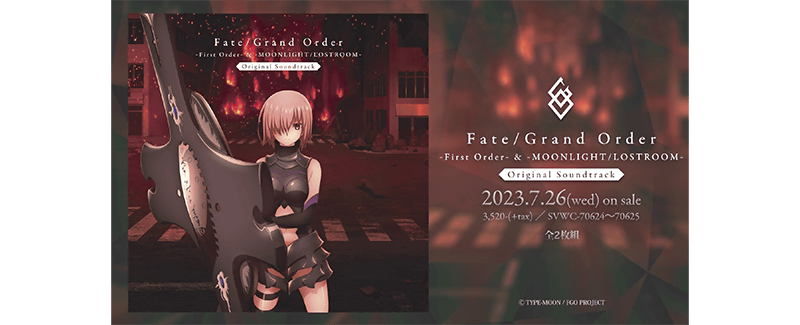 Fate/Grand Order
-First Order- & -MOONLIGHT/LOSTROOM-
Original Soundtrack
Fate/Grand Order
-First Order- & -MOONLIGHT/LOSTROOM-
Original Soundtrack
2023.7.26(wed) on sale
3,520-(+tax)／SVWC-70624～70625
全2枚組
© TYPE-MOON / FGO PROJECT